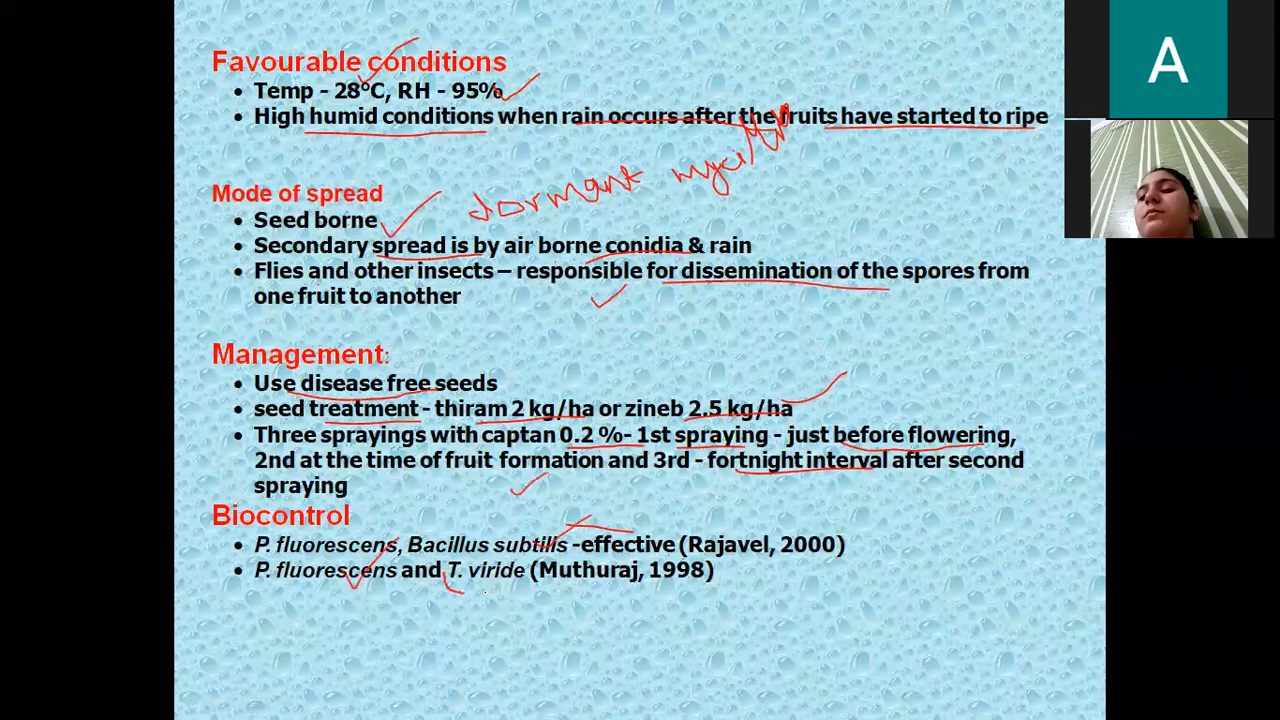 Favourable conditions
• Temp - 28ºC, RH - 95%
• High humid conditions when rain occurs after the fruits have started to ripe
dormant
Mode of spread
• Seed borne
• Secondary spread is by air borne conidia & rain
• Flies and other insects – responsible for dissemination of the spores from
one fruit to another
Management:
• Use disease free seeds
• seed treatment - thiram 2 kg/ha or zineb 2.5 kg/ha
• Three sprayings with captan 0.2 %- 1st spraying - just before flowering,
2nd at the time of fruit formation and 3rd - fortnight interval after second
spraying
Biocontrol
• P. fluorescens, Bacillus subtilis -effective (Rajavel, 2000)
• P. fluorescens and T. viride (Muthuraj, 1998)
A